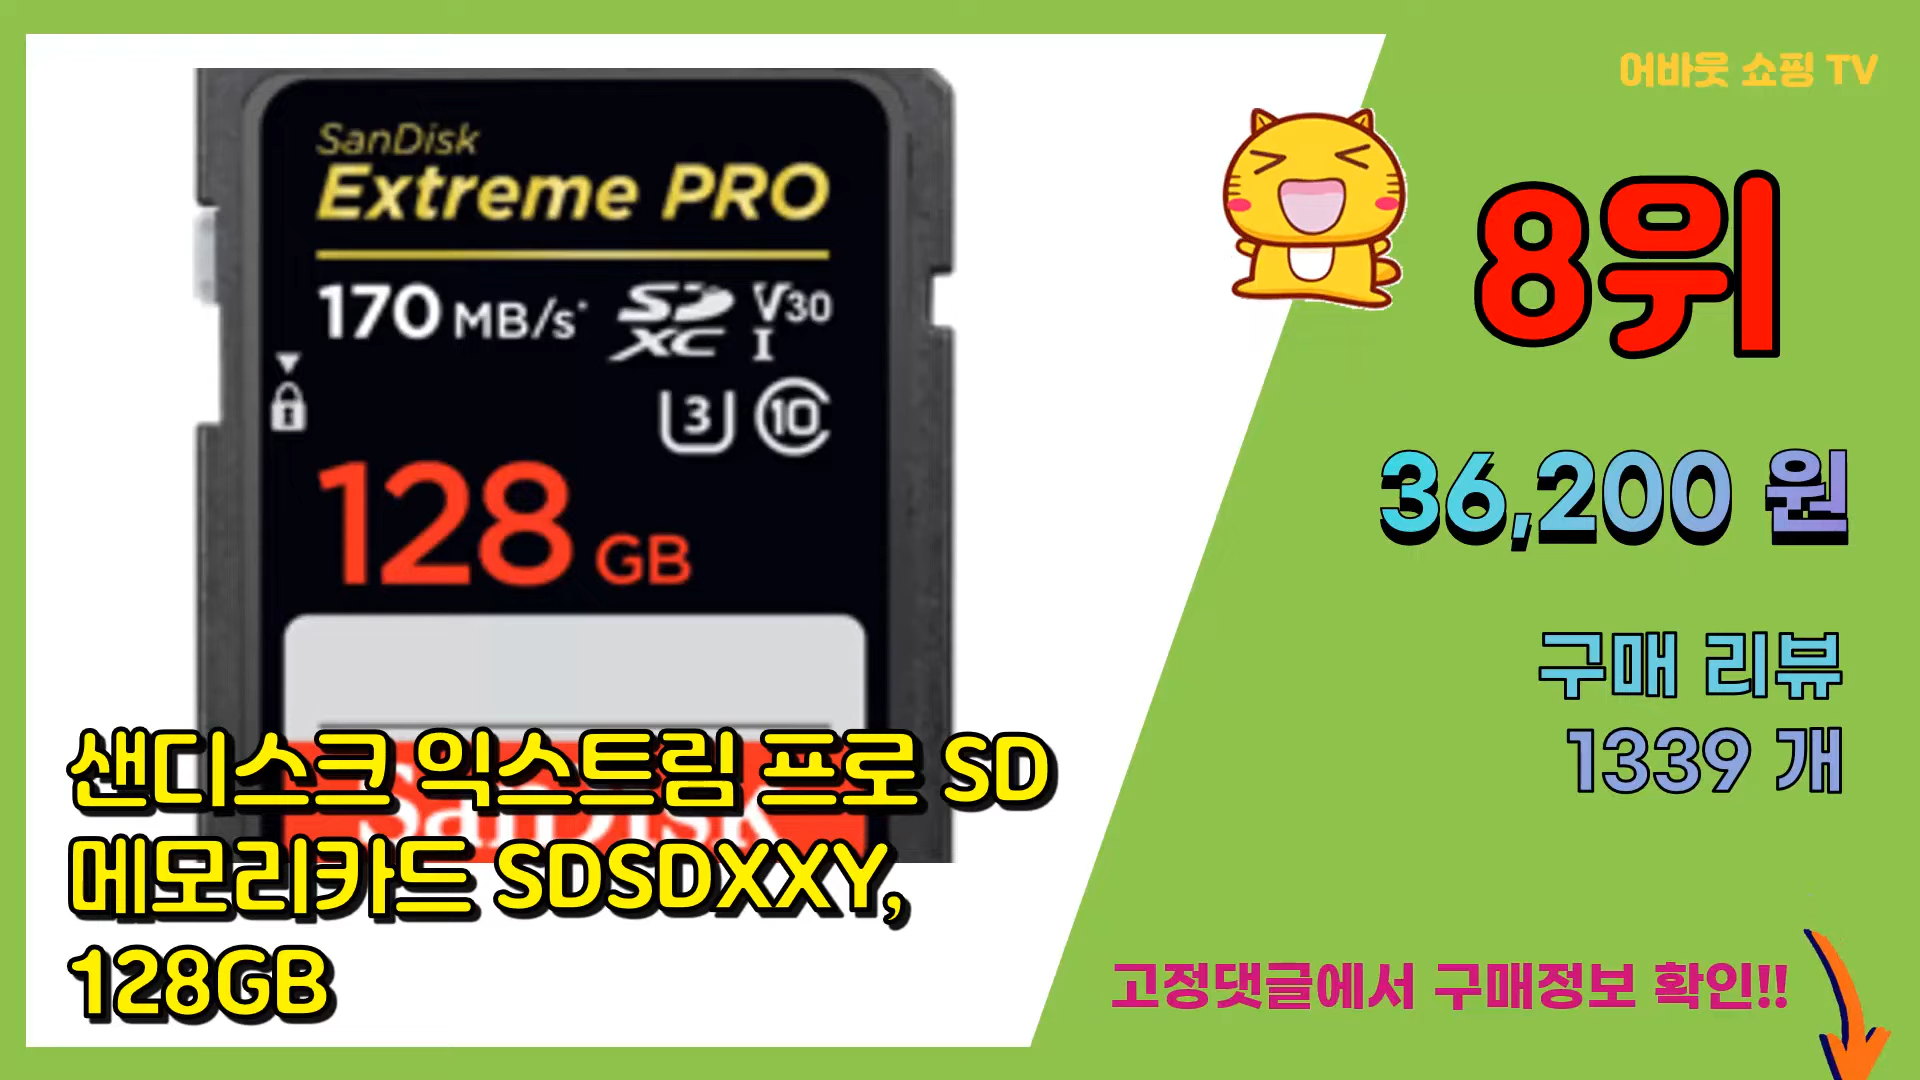 어바웃 쇼핑 TV
8위
36,200 원
구매 리뷰
1339 개
고정댓글에서 구매정보 확인!!
SanDisk
Extreme PRO
170 MB/s*
SD XC
V30
I
3
10
128 GB
SanDisk
샌디스크 익스트림 프로 SD
메모리카드 SDSDXXY,
128GB